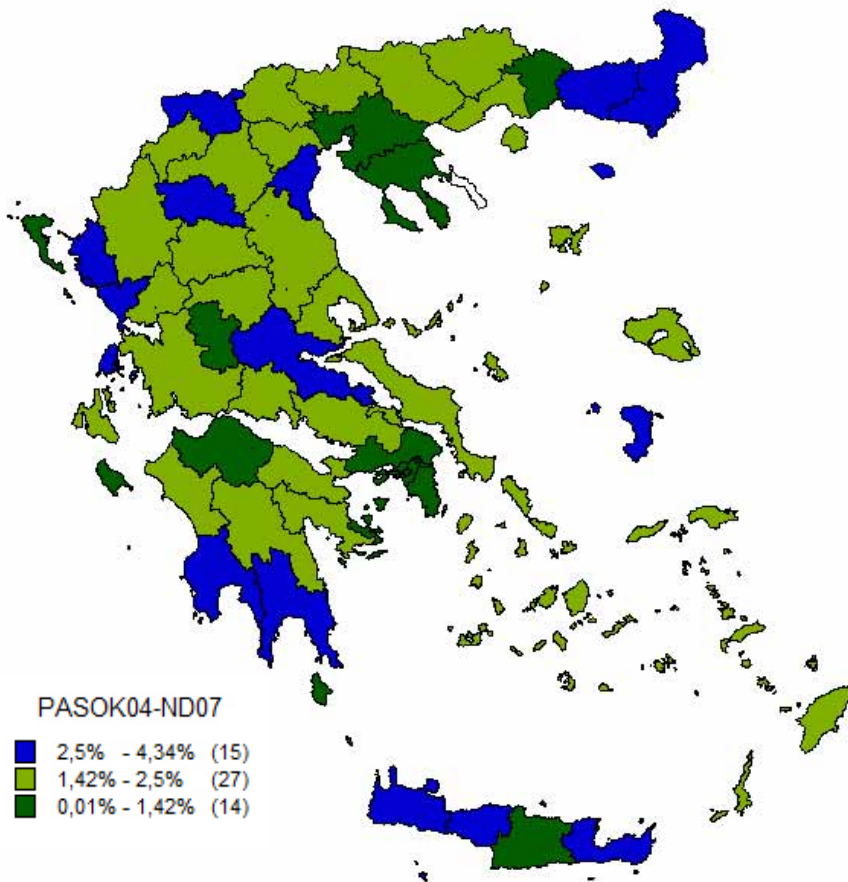 PASOK04-ND07
2,5% - 4,34% (15)
1,42% - 2,5% (27)
0,01% - 1,42% (14)